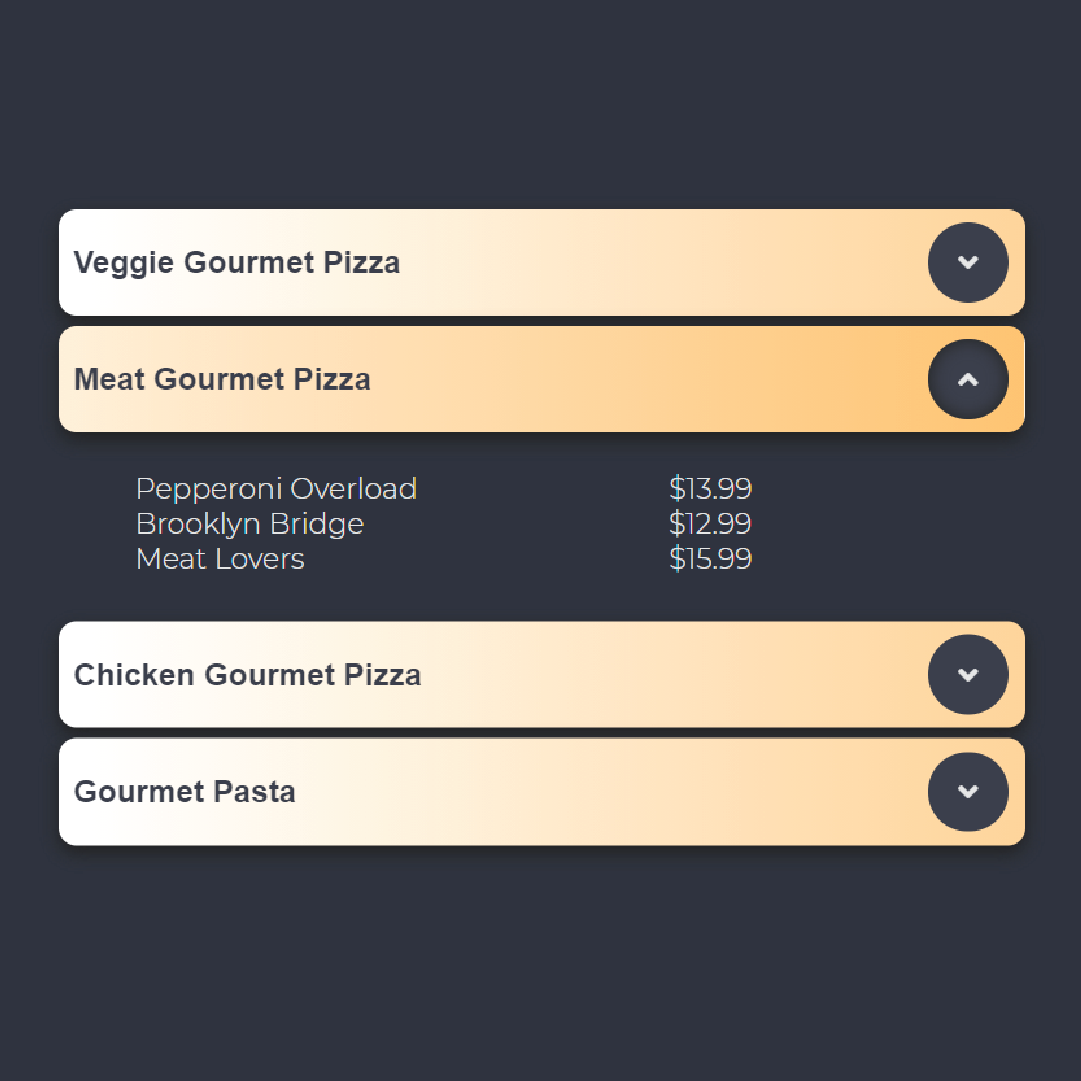 Veggie Gourmet Pizza
Meat Gourmet Pizza
Pepperoni Overload $13.99
Brooklyn Bridge $12.99
Meat Lovers $15.99
Chicken Gourmet Pizza
Gourmet Pasta